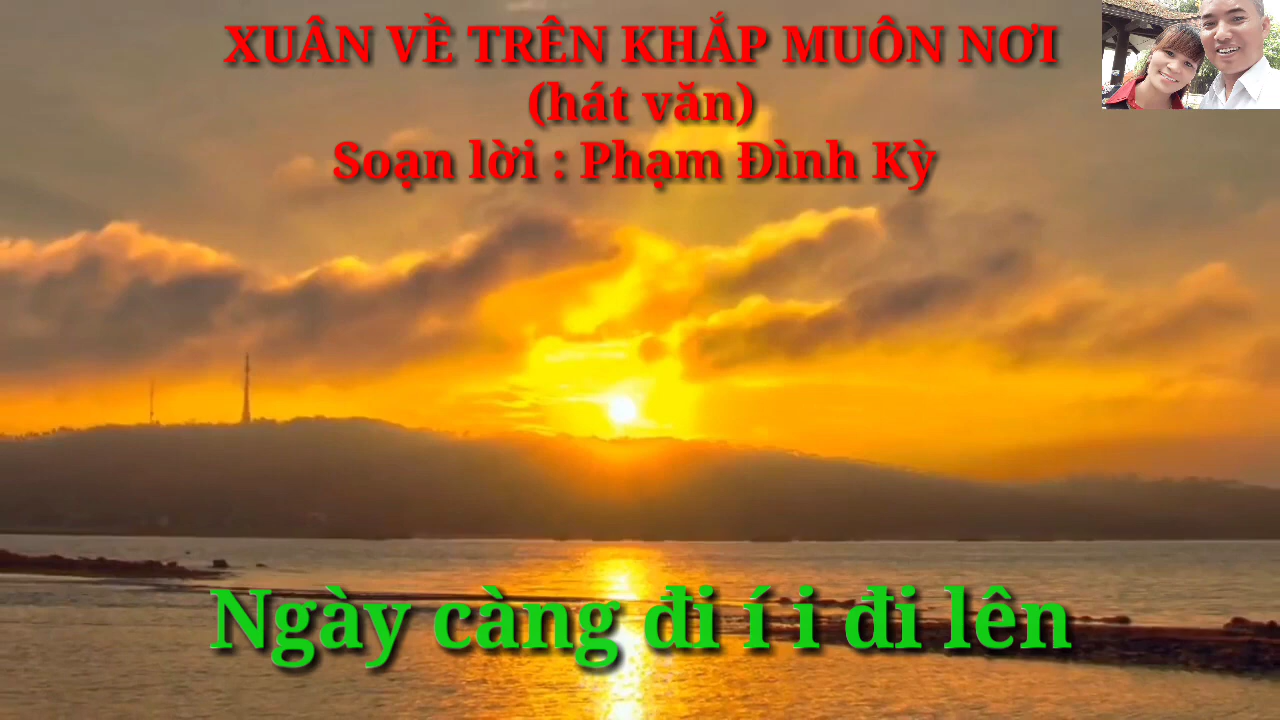 XUÂN VỀ TRÊN KHẮP MUÔN NƠI
(hát văn)
Soạn lời : Phạm Đình Kỳ
Ngày càng đi í i đi lên